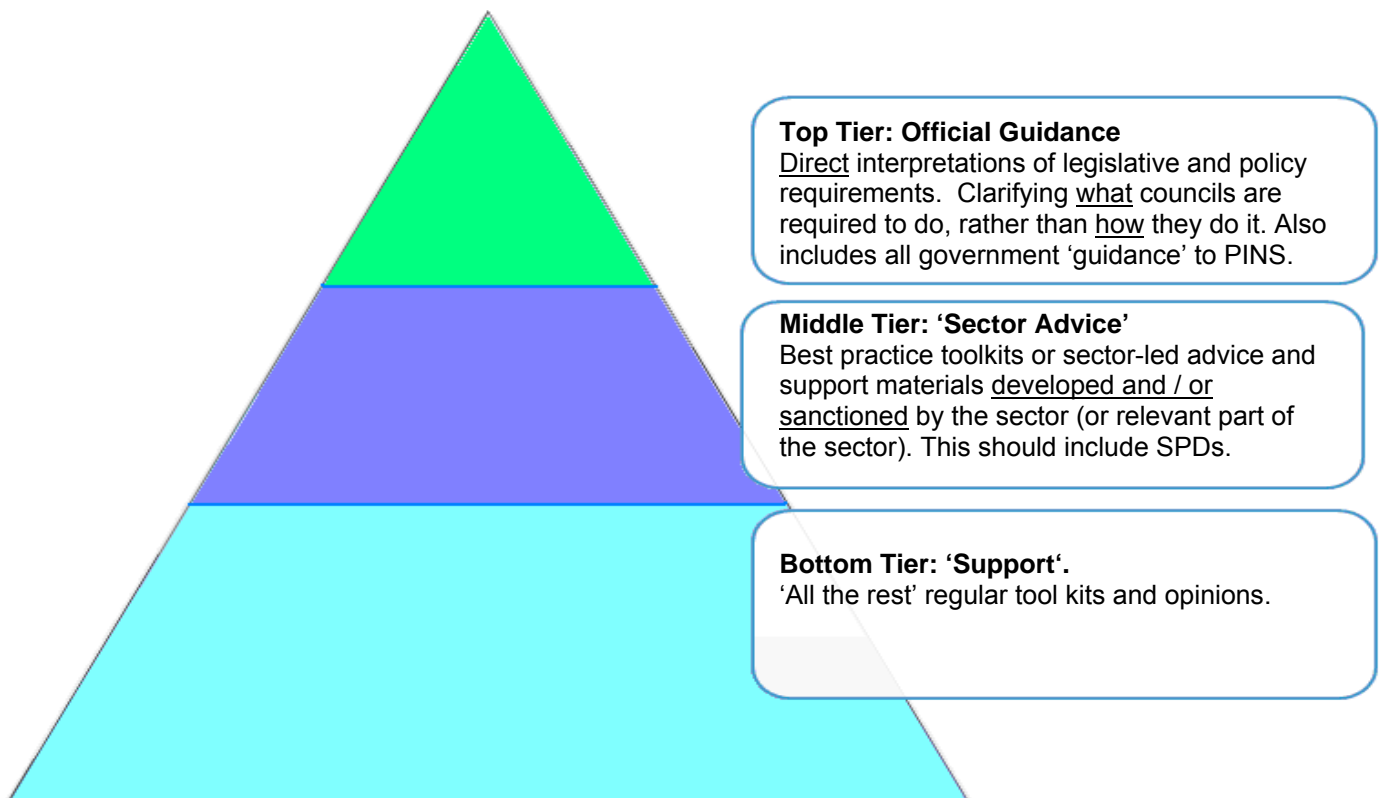 Top Tier: Official Guidance
Direct interpretations of legislative and policy
requirements.  Clarifying what councils are
required to do, rather than how they do it. Also
includes all government ‘guidance’ to PINS.
Middle Tier: ‘Sector Advice’
Best practice toolkits or sector-led advice and
support materials developed and / or
sanctioned by the sector (or relevant part of
the sector). This should include SPDs.
Bottom Tier: ‘Support‘.
‘All the rest’ regular tool kits and opinions.